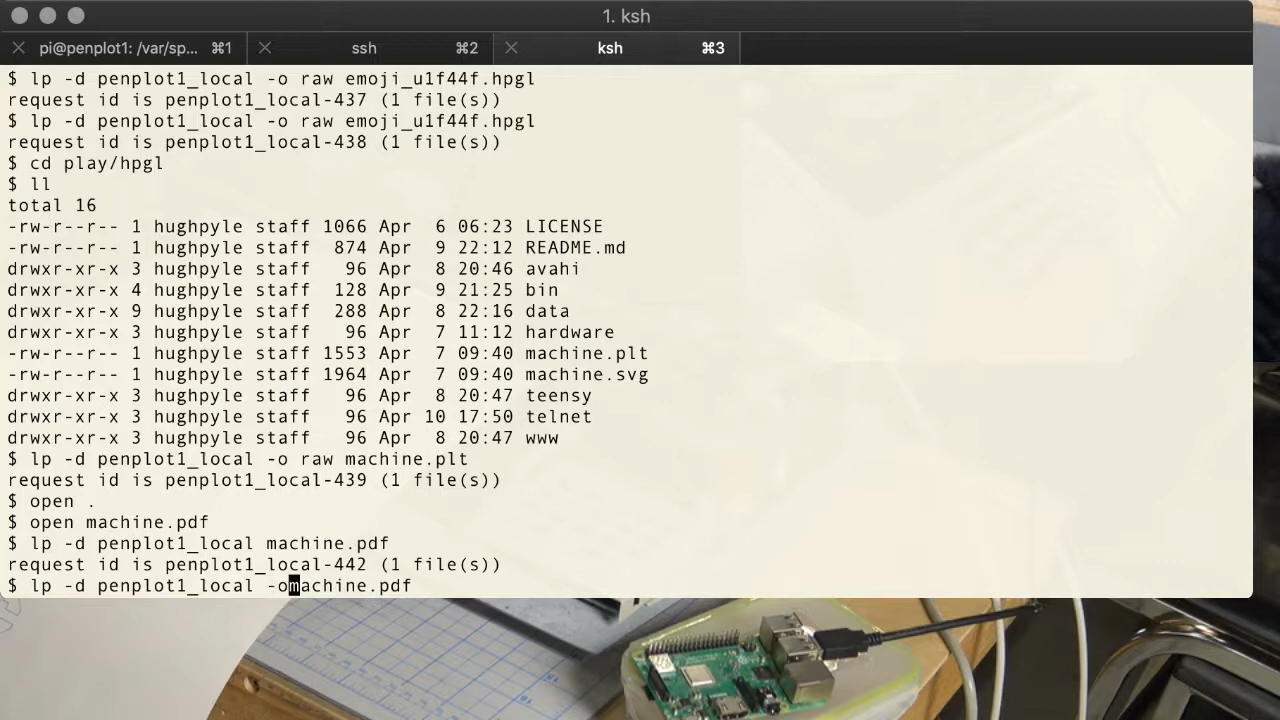 1. ksh
pi@penplot1: /var/sp... ⌘1 ssh ⌘2 ksh ⌘3
$ lp -d penplot1_local -o raw emoji_u1f44f.hpgl
request id is penplot1_local-437 (1 file(s))
$ lp -d penplot1_local -o raw emoji_u1f44f.hpgl
request id is penplot1_local-438 (1 file(s))
$ cd play/hpgl
$ ll
total 16
-rw-r--r-- 1 hughpyle staff 1066 Apr  6 06:23 LICENSE
-rw-r--r-- 1 hughpyle staff  874 Apr  9 22:12 README.md
drwxr-xr-x 3 hughpyle staff   96 Apr  8 20:46 avahi
drwxr-xr-x 4 hughpyle staff  128 Apr  9 21:25 bin
drwxr-xr-x 9 hughpyle staff  288 Apr  8 22:16 data
drwxr-xr-x 3 hughpyle staff   96 Apr  7 11:12 hardware
-rw-r--r-- 1 hughpyle staff 1553 Apr  7 09:40 machine.plt
-rw-r--r-- 1 hughpyle staff 1964 Apr  7 09:40 machine.svg
drwxr-xr-x 3 hughpyle staff   96 Apr  8 20:47 teensy
drwxr-xr-x 3 hughpyle staff   96 Apr 10 17:50 telnet
drwxr-xr-x 3 hughpyle staff   96 Apr  8 20:47 www
$ lp -d penplot1_local -o raw machine.plt
request id is penplot1_local-439 (1 file(s))
$ open .
$ open machine.pdf
$ lp -d penplot1_local machine.pdf
request id is penplot1_local-442 (1 file(s))
$ lp -d penplot1_local -omachine.pdf